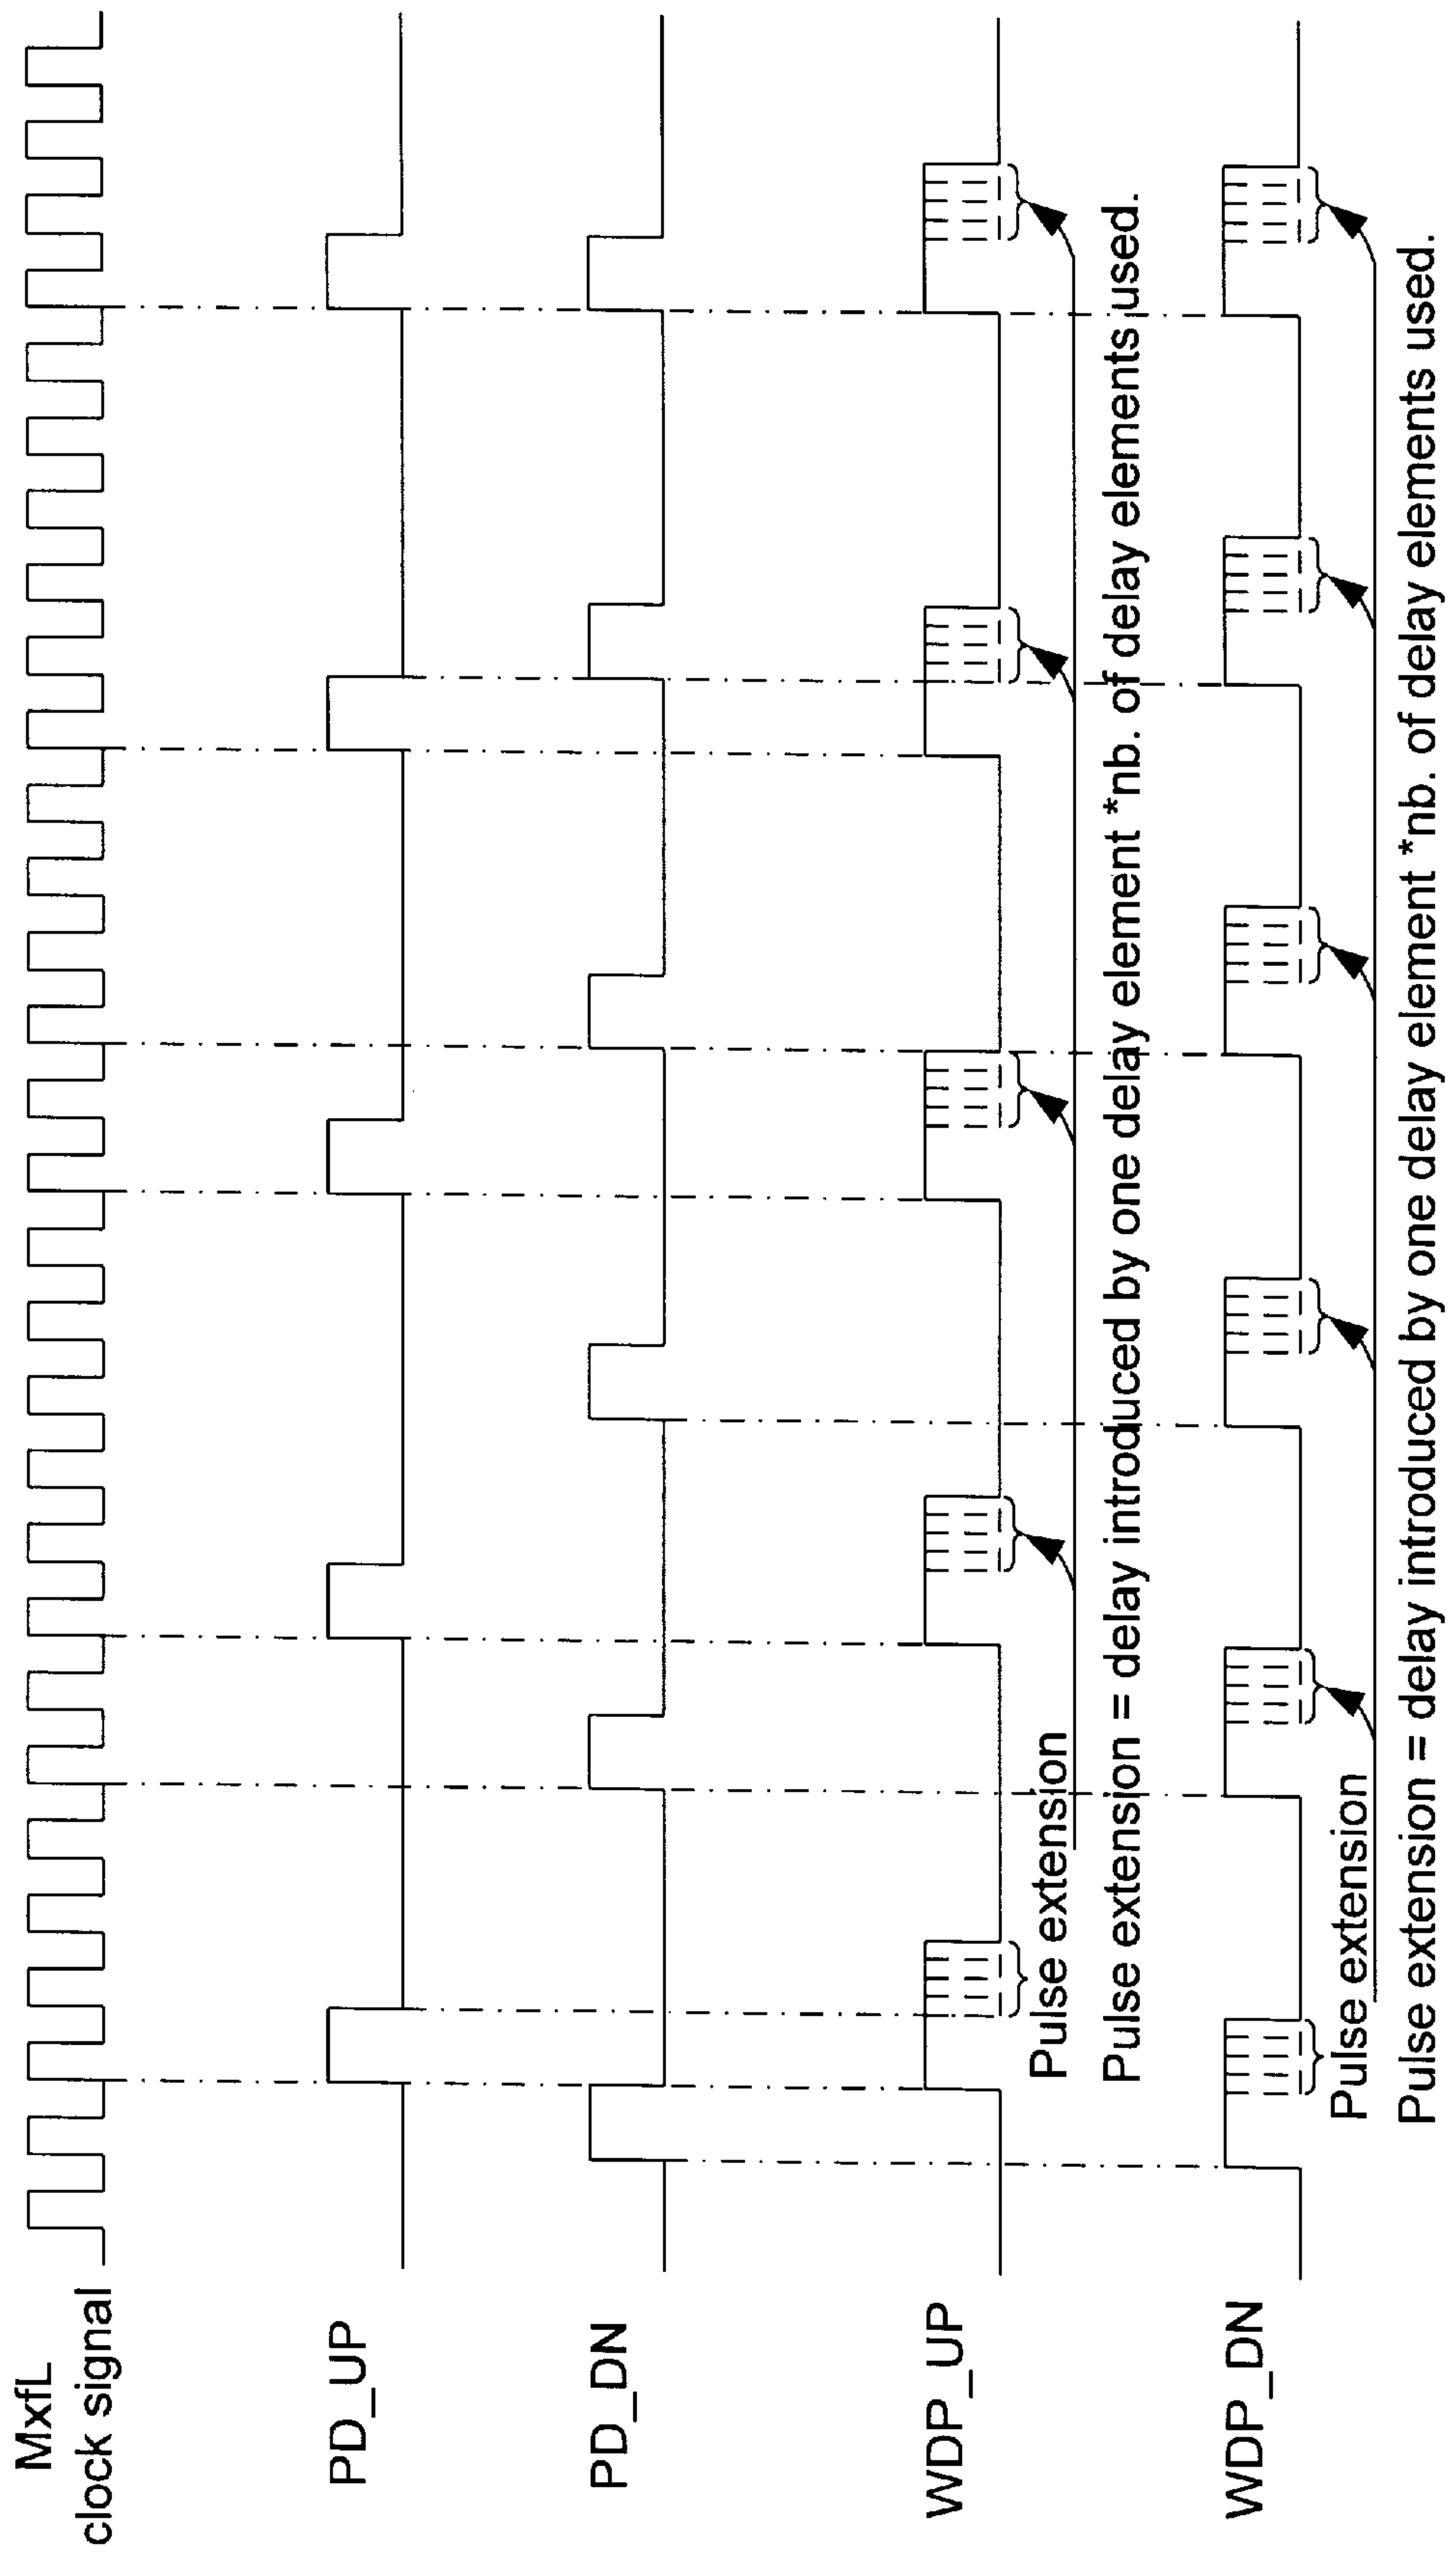 MxfL
clock signal
PD_UP
PD_DN
WDP_UP
Pulse extension
Pulse extension = delay introduced by one delay element *nb. of delay elements used.
WDP_DN
Pulse extension
Pulse extension = delay introduced by one delay element *nb. of delay elements used.